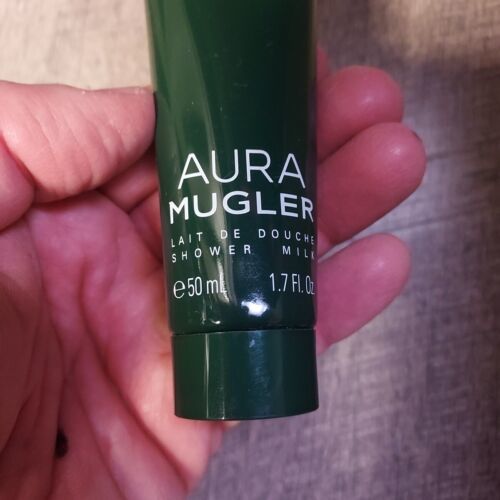 AURA
MUGLER
LAIT DE DOUCHE
SHOWER MILK
℮50 mL 1.7 Fl. Oz.